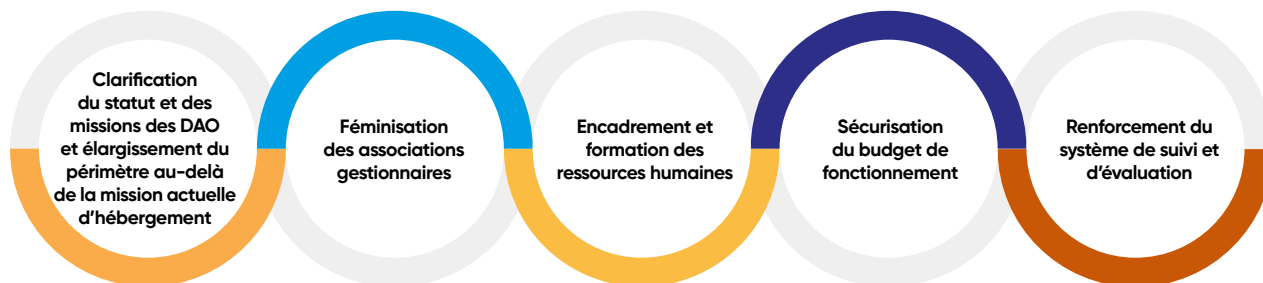 Clarification
du statut et des
missions des DAO
et élargissement du
périmètre au-delà
de la mission actuelle
d’hébergement
Féminisation
des associations
gestionnaires
Encadrement et
formation des
ressources humaines
Sécurisation
du budget de
fonctionnement
Renforcement du
système de suivi et
d’évaluation